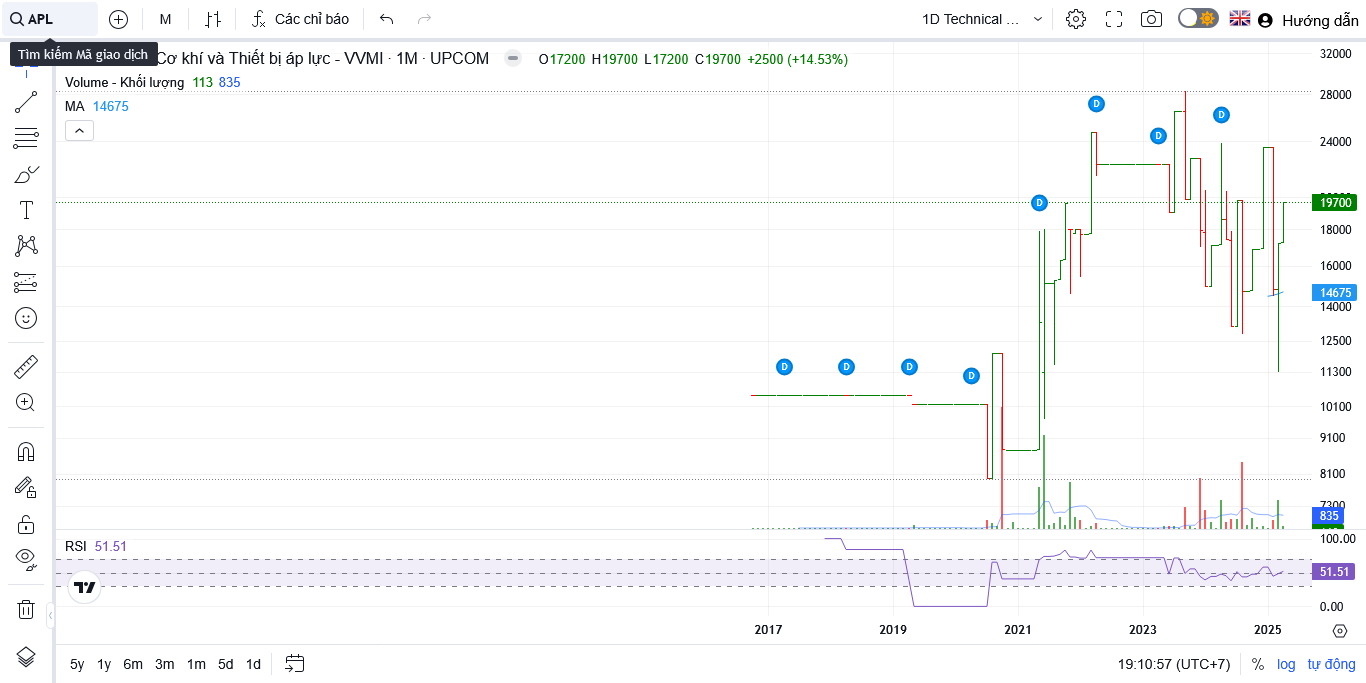 APL M Các chỉ báo 1D Technical ... Hướng dẫn
Tìm kiếm Mã giao dịch
Cơ khí và Thiết bị áp lực - VVMI · 1M · UPCOM O17200 H19700 L17200 C19700 +2500 (+14.53%)
Volume - Khối lượng 113 835
MA 14675
32000
28000
24000
19700
18000
16000
14675
14000
12500
11300
10100
9100
8100
7300
835
D
D
D
D
D
D
D
D
D
RSI 51.51
100.00
51.51
0.00
2017 2019 2021 2023 2025
5y 1y 6m 3m 1m 5d 1d 19:10:57 (UTC+7) % log tự động